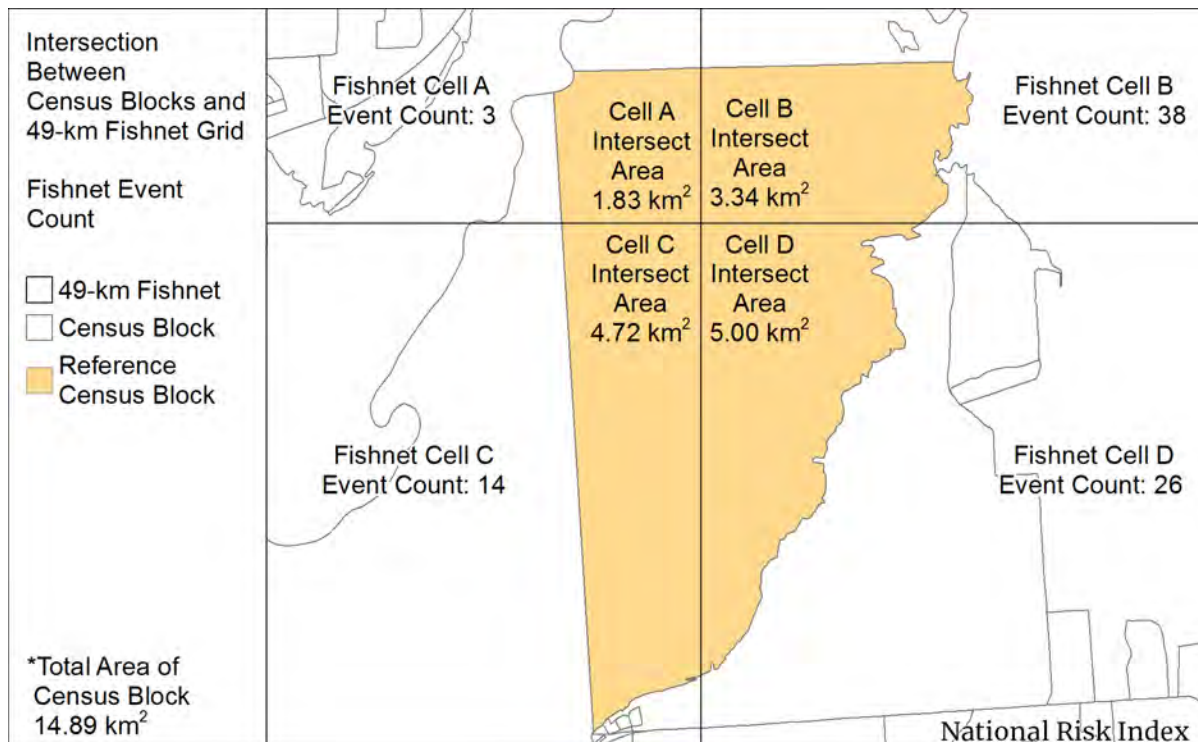 Intersection
Between
Census Blocks and
49-km Fishnet Grid
Fishnet Event
Count
49-km Fishnet
Census Block
Reference
Census Block
*Total Area of
Census Block
14.89 km²
Fishnet Cell A
Event Count: 3
Cell A
Intersect
Area
1.83 km²
Cell B
Intersect
Area
3.34 km²
Fishnet Cell B
Event Count: 38
Cell C
Intersect
Area
4.72 km²
Cell D
Intersect
Area
5.00 km²
Fishnet Cell C
Event Count: 14
Fishnet Cell D
Event Count: 26
National Risk Index